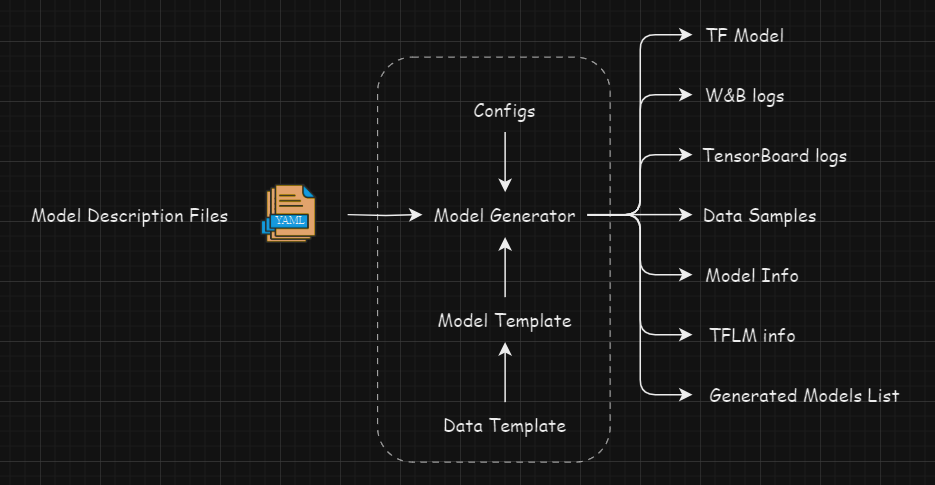 Model Description Files
YAML
Configs
Model Generator
Model Template
Data Template
TF Model
W&B logs
TensorBoard logs
Data Samples
Model Info
TFLM info
Generated Models List